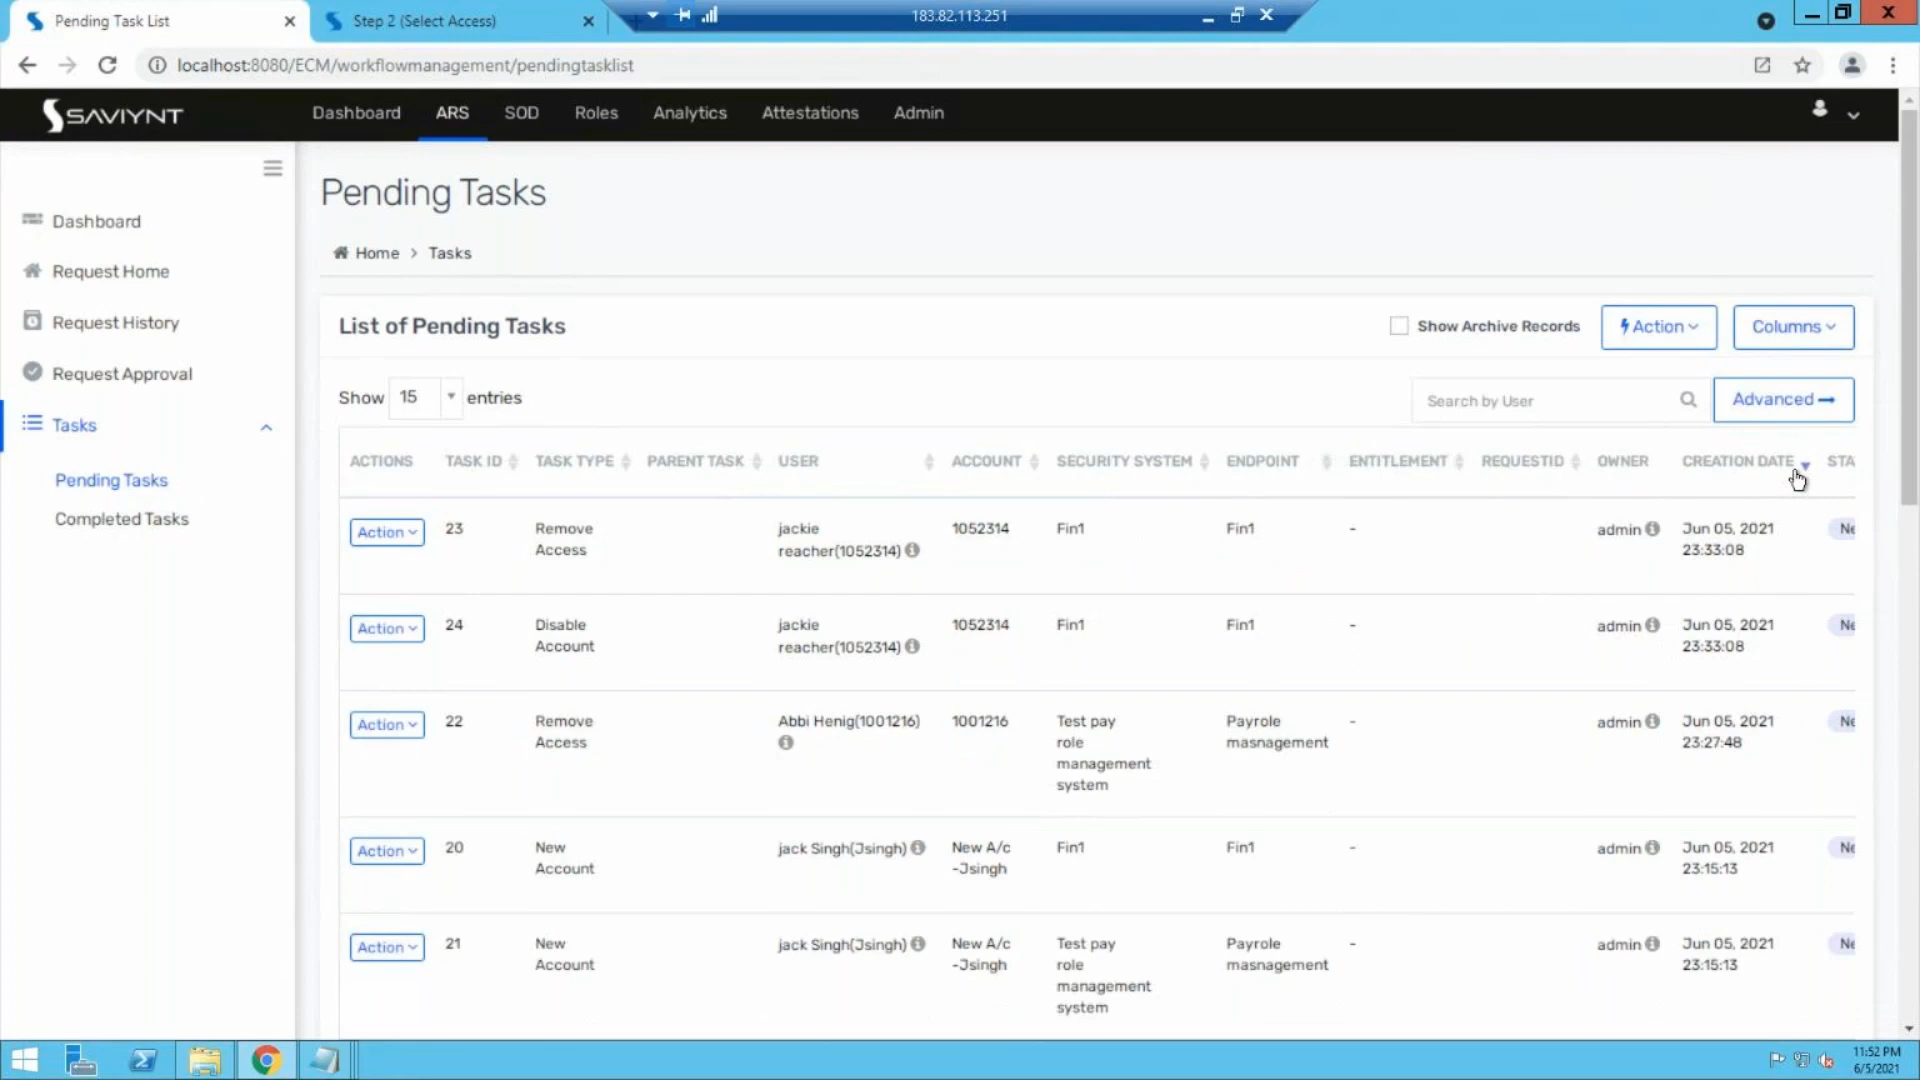 Pending Task List
Step 2 (Select Access)
183.82.113.251
localhost:8080/ECM/workflowmanagement/pendingtasklist
SAVIYNT
Dashboard ARS SOD Roles Analytics Attestations Admin
Dashboard
Request Home
Request History
Request Approval
Tasks
Pending Tasks
Completed Tasks
Pending Tasks
Home > Tasks
List of Pending Tasks
Show Archive Records
Action
Columns
Show 15 entries
Search by User
Advanced
ACTIONS TASK ID TASK TYPE PARENT TASK USER ACCOUNT SECURITY SYSTEM ENDPOINT ENTITLEMENT REQUESTID OWNER CREATION DATE STA
Action 23 Remove jackie 1052314 Fin1 Fin1 - admin Jun 05, 2021 Ne
Access reacher(1052314) 23:33:08
Action 24 Disable jackie 1052314 Fin1 Fin1 - admin Jun 05, 2021 Ne
Account reacher(1052314) 23:33:08
Action 22 Remove Abbi Henig(1001216) 1001216 Test pay Payrole - admin Jun 05, 2021 Ne
Access role masnagement 23:27:48
management
system
Action 20 New jack Singh(Jsingh) New A/c Fin1 Fin1 - admin Jun 05, 2021 Ne
Account -Jsingh 23:15:13
Action 21 New jack Singh(Jsingh) New A/c Test pay Payrole - admin Jun 05, 2021 Ne
Account -Jsingh role masnagement 23:15:13
management
system
11:52 PM
6/5/2021